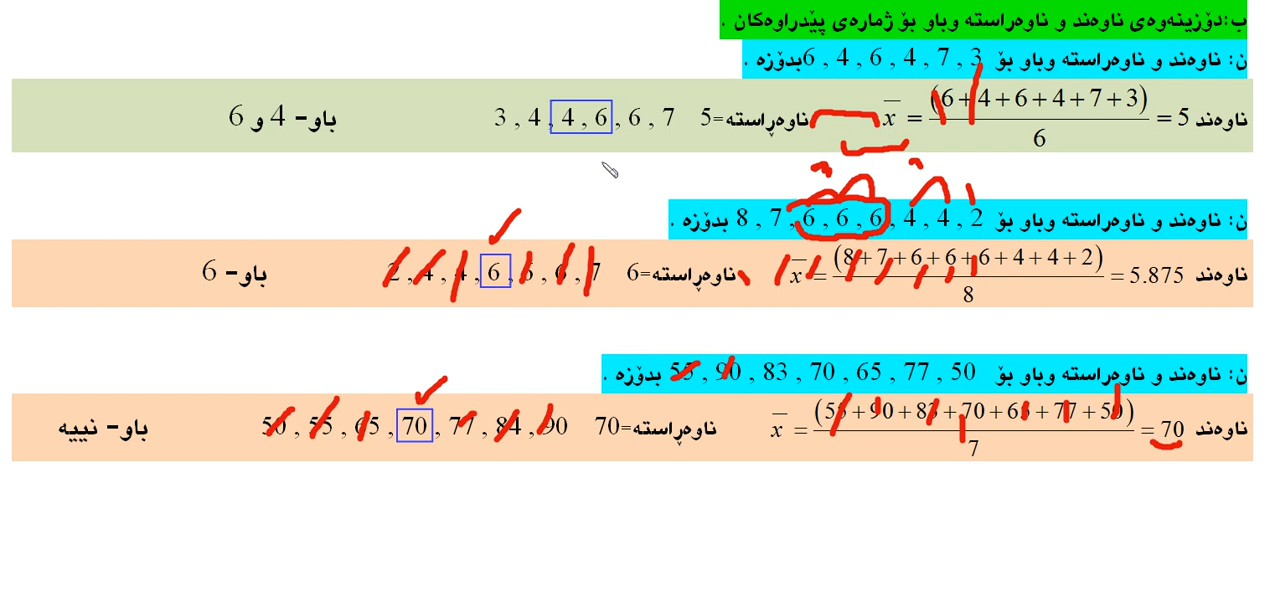 ب:دۆزینەوەی ناوەند و ناوەراستە وباو بۆ ژمارەی پێدراوەکان .
ن: ناوەند و ناوەراستە وباو بۆ 3 , 7 , 4 , 6 , 4 , 6بدۆزە .
ناوەند x̄ = (6+4+6+4+7+3)/6 = 5 ناوەڕاستە=5 3 , 4 , 4 , 6 , 6 , 7 باو- 4 و 6
ن: ناوەند و ناوەراستە وباو بۆ 8 , 7 , 6 , 6 , 6 , 4 , 4 , 2 بدۆزە .
ناوەند x̄ = (8+7+6+6+6+4+4+2)/8 = 5.875 ناوەڕاستە=6 2 , 4 , 4 , 6 , 6 , 6 , 7 باو- 6
ن: ناوەند و ناوەراستە وباو بۆ 55 , 90 , 83 , 70 , 65 , 77 , 50 بدۆزە .
ناوەند x̄ = (55+90+83+70+65+77+50)/7 = 70 ناوەڕاستە=70 50 , 55 , 65 , 70 , 77 , 84 , 90 باو- نییە